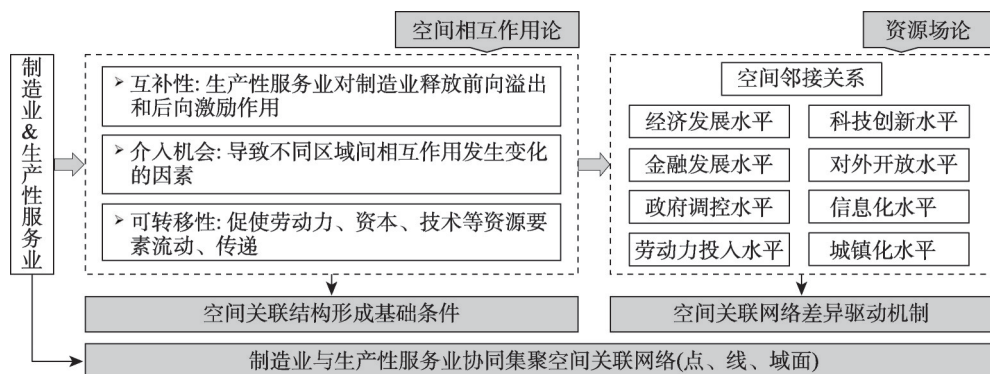 空间相互作用论
资源场论
制造业&生产性服务业
➤ 互补性: 生产性服务业对制造业释放前向溢出
和后向激励作用
➤ 介入机会: 导致不同区域间相互作用发生变化
的因素
➤ 可转移性: 促使劳动力、资本、技术等资源要
素流动、传递
空间邻接关系
经济发展水平
科技创新水平
金融发展水平
对外开放水平
政府调控水平
信息化水平
劳动力投入水平
城镇化水平
空间关联结构形成基础条件
空间关联网络差异驱动机制
制造业与生产性服务业协同集聚空间关联网络(点、线、域面)